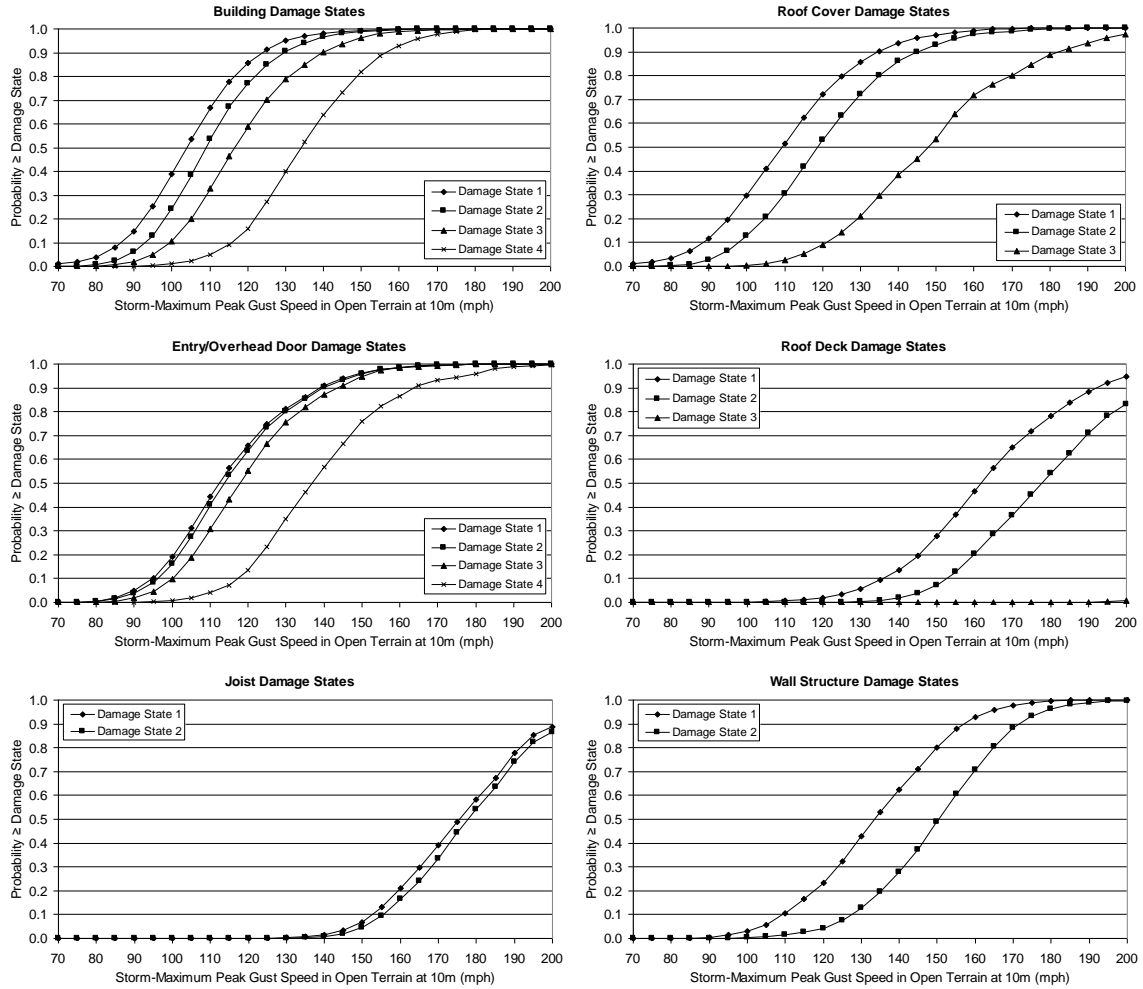 Building Damage States
Probability ≥ Damage State
1.0
0.9
0.8
0.7
0.6
0.5
0.4
0.3
0.2
0.1
0.0
Damage State 1
Damage State 2
Damage State 3
Damage State 4
70 80 90 100 110 120 130 140 150 160 170 180 190 200
Storm-Maximum Peak Gust Speed in Open Terrain at 10m (mph)
Roof Cover Damage States
Probability ≥ Damage State
1.0
0.9
0.8
0.7
0.6
0.5
0.4
0.3
0.2
0.1
0.0
Damage State 1
Damage State 2
Damage State 3
70 80 90 100 110 120 130 140 150 160 170 180 190 200
Storm-Maximum Peak Gust Speed in Open Terrain at 10m (mph)
Entry/Overhead Door Damage States
Probability ≥ Damage State
1.0
0.9
0.8
0.7
0.6
0.5
0.4
0.3
0.2
0.1
0.0
Damage State 1
Damage State 2
Damage State 3
Damage State 4
70 80 90 100 110 120 130 140 150 160 170 180 190 200
Storm-Maximum Peak Gust Speed in Open Terrain at 10m (mph)
Roof Deck Damage States
Probability ≥ Damage State
1.0
0.9
0.8
0.7
0.6
0.5
0.4
0.3
0.2
0.1
0.0
Damage State 1
Damage State 2
Damage State 3
70 80 90 100 110 120 130 140 150 160 170 180 190 200
Storm-Maximum Peak Gust Speed in Open Terrain at 10m (mph)
Joist Damage States
Probability ≥ Damage State
1.0
0.9
0.8
0.7
0.6
0.5
0.4
0.3
0.2
0.1
0.0
Damage State 1
Damage State 2
70 80 90 100 110 120 130 140 150 160 170 180 190 200
Storm-Maximum Peak Gust Speed in Open Terrain at 10m (mph)
Wall Structure Damage States
Probability ≥ Damage State
1.0
0.9
0.8
0.7
0.6
0.5
0.4
0.3
0.2
0.1
0.0
Damage State 1
Damage State 2
70 80 90 100 110 120 130 140 150 160 170 180 190 200
Storm-Maximum Peak Gust Speed in Open Terrain at 10m (mph)